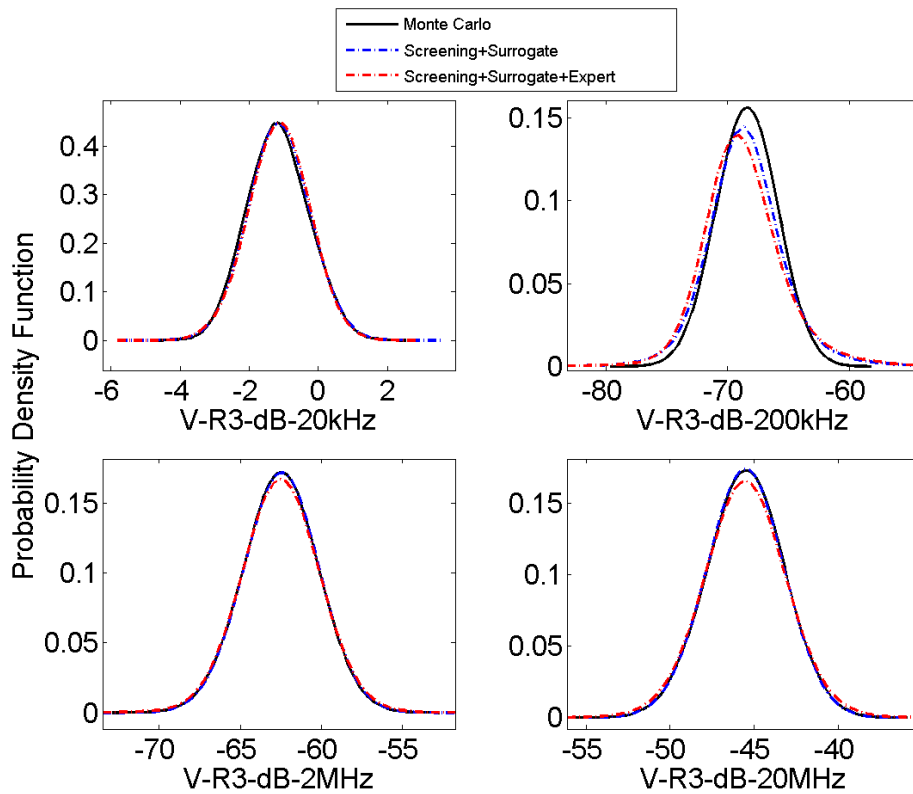 Monte Carlo
Screening+Surrogate
Screening+Surrogate+Expert
Probability Density Function
0.4
0.3
0.2
0.1
0
-6 -4 -2 0 2
V-R3-dB-20kHz
0.15
0.1
0.05
0
-80 -70 -60
V-R3-dB-200kHz
0.15
0.1
0.05
0
-70 -65 -60 -55
V-R3-dB-2MHz
0.15
0.1
0.05
0
-55 -50 -45 -40
V-R3-dB-20MHz